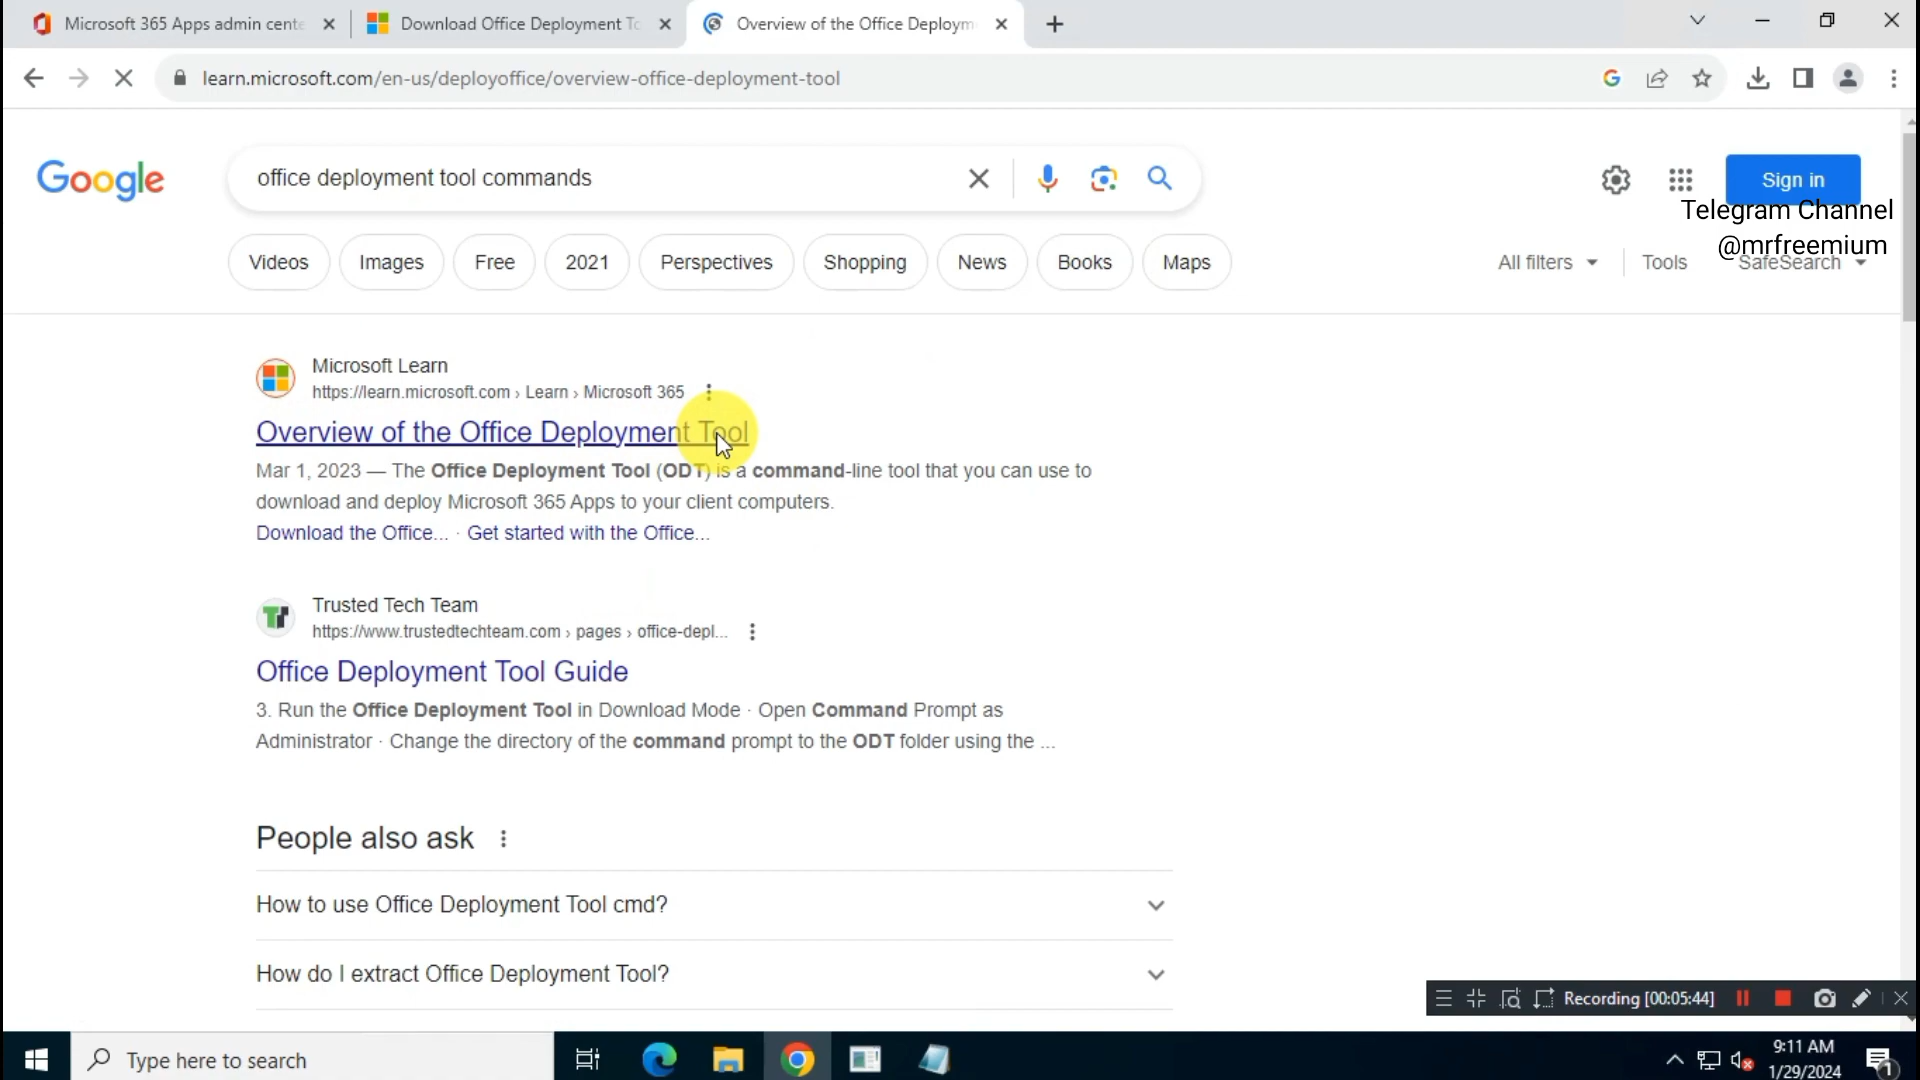 Microsoft 365 Apps admin cente
Download Office Deployment To
Overview of the Office Deploym
learn.microsoft.com/en-us/deployoffice/overview-office-deployment-tool
Google
office deployment tool commands
Sign in
Telegram Channel
@mrfreemium
Videos
Images
Free
2021
Perspectives
Shopping
News
Books
Maps
All filters
Tools
SafeSearch
Microsoft Learn
https://learn.microsoft.com › Learn › Microsoft 365
Overview of the Office Deployment Tool
Mar 1, 2023 — The Office Deployment Tool (ODT) is a command-line tool that you can use to
download and deploy Microsoft 365 Apps to your client computers.
Download the Office... · Get started with the Office...
Trusted Tech Team
https://www.trustedtechteam.com › pages › office-depl...
Office Deployment Tool Guide
3. Run the Office Deployment Tool in Download Mode · Open Command Prompt as
Administrator · Change the directory of the command prompt to the ODT folder using the ...
People also ask
How to use Office Deployment Tool cmd?
How do I extract Office Deployment Tool?
Recording [00:05:44]
Type here to search
9:11 AM
1/29/2024
1